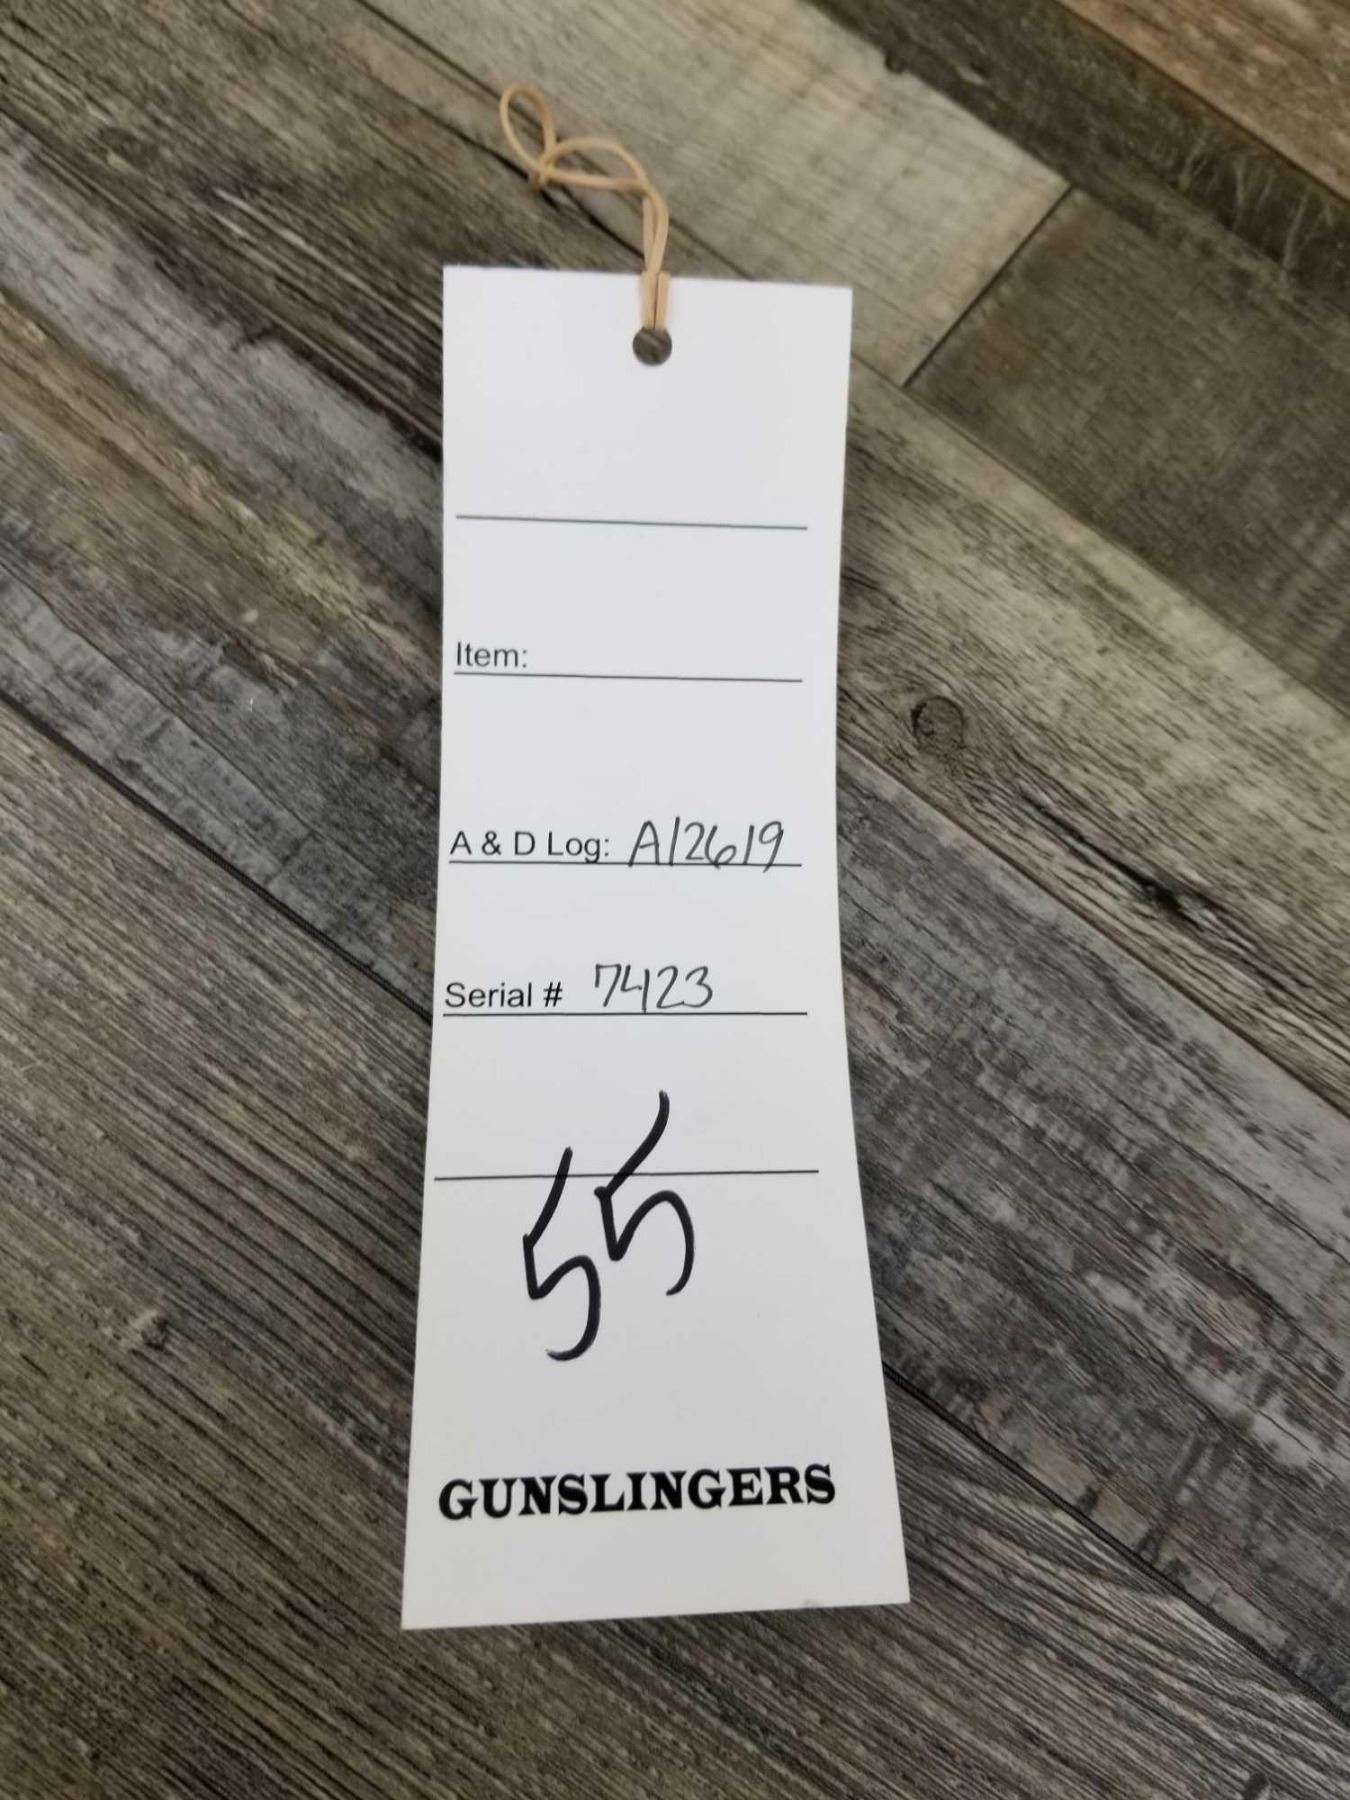 Item:
A & D Log: A12619
Serial # 7423
55
GUNSLINGERS